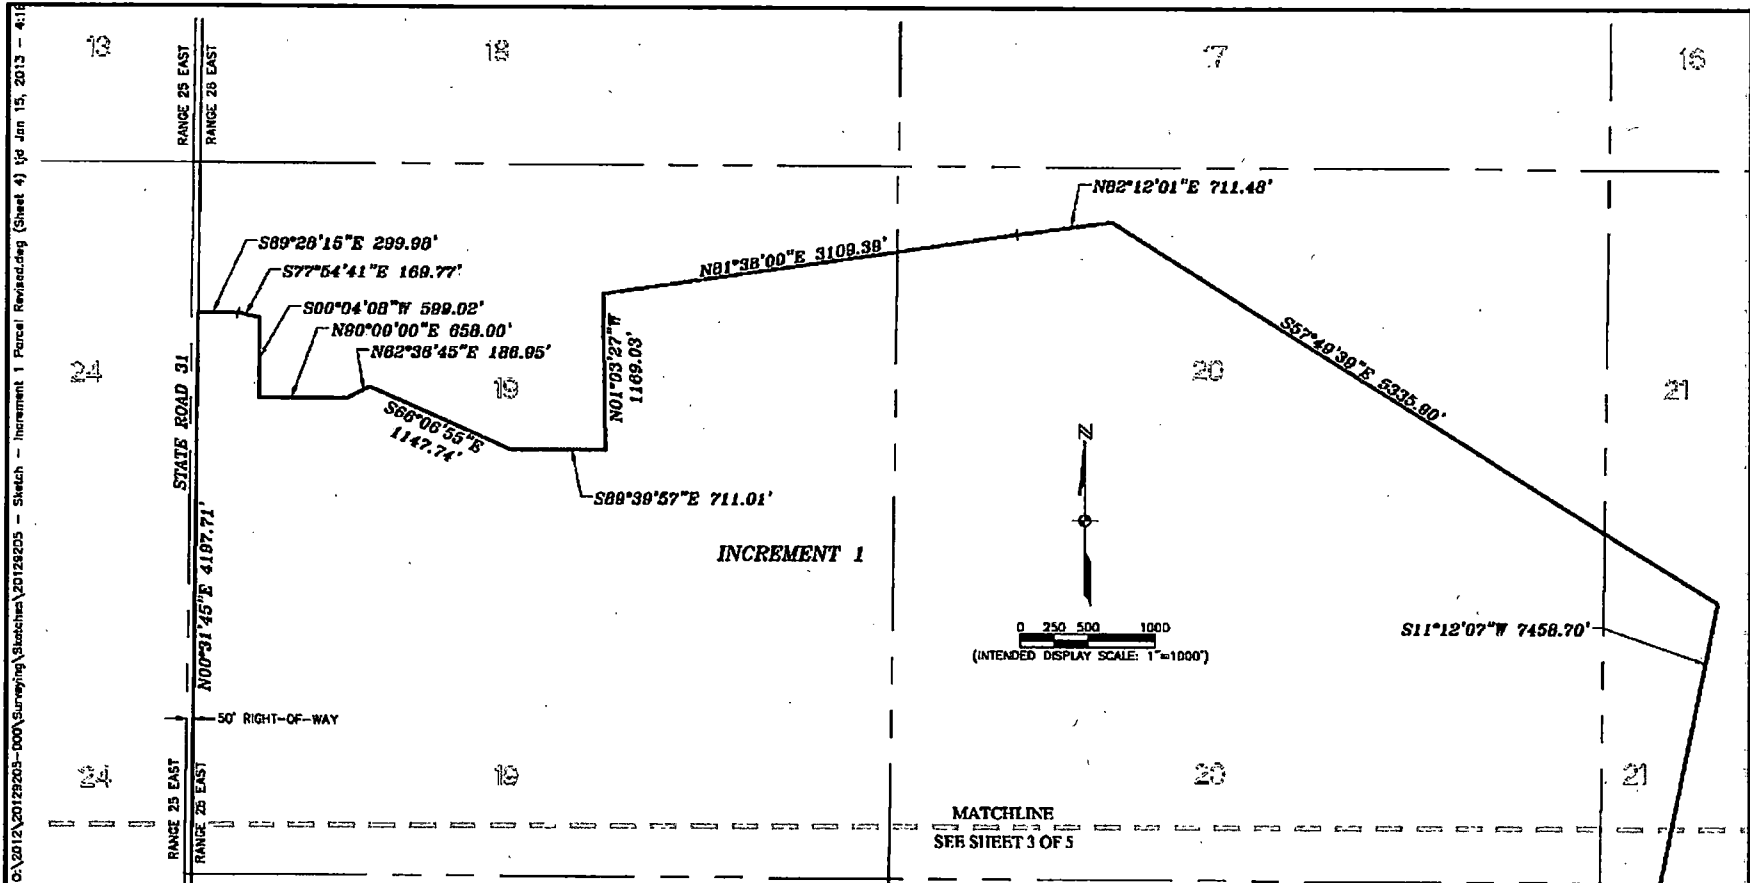 O:\2012\20129205-000\Surveying\Sketches\20129205 - Sketch - Increment 1 Parcel Revised.dwg (Sheet 4) tjd Jan 15, 2013 - 4:16
13
18
17
16
RANGE 25 EAST
RANGE 26 EAST
N82°12'01"E 711.48'
S89°28'15"E 299.98'
S77°54'41"E 169.77'
N81°38'00"E 3109.38'
S00°04'08"W 599.02'
N90°00'00"E 658.00'
N62°36'45"E 186.95'
24
STATE ROAD 31
19
N01°03'27"W
1169.03'
S57°49'39"E 5335.90'
20
21
S66°06'55"E
1147.74'
S89°39'57"E 711.01'
N
N00°31'45"E 4197.71'
INCREMENT 1
0 250 500 1000
(INTENDED DISPLAY SCALE: 1"=1000')
S11°12'07"W 7458.70'
50' RIGHT-OF-WAY
24
19
20
21
RANGE 25 EAST
RANGE 26 EAST
MATCHLINE
SEE SHEET 3 OF 5